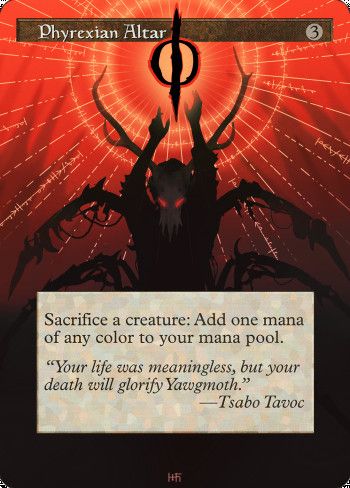 Phyrexian Altar 3
Sacrifice a creature: Add one mana
of any color to your mana pool.
“Your life was meaningless, but your
death will glorify Yawgmoth.”
—Tsabo Tavoc